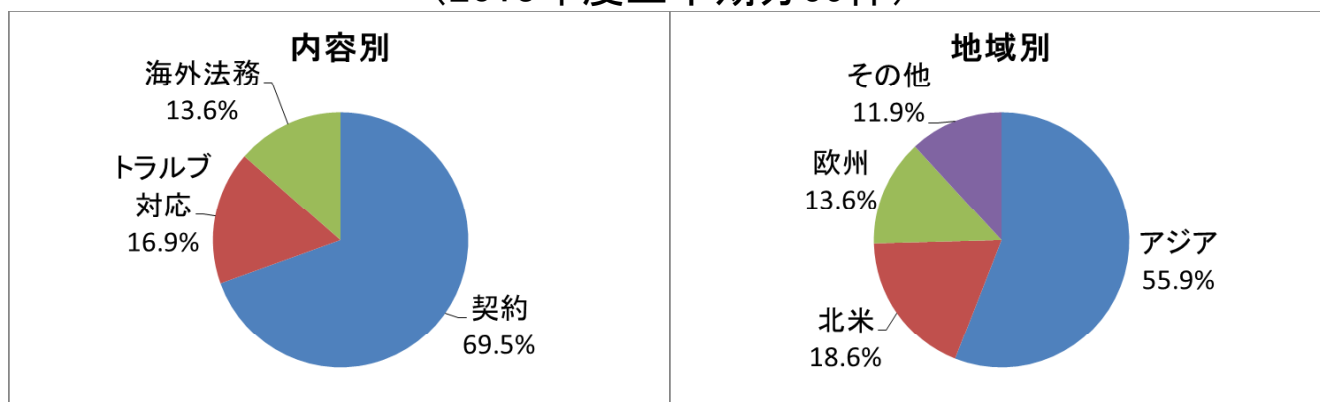 内容別
海外法務
13.6%
トラルブ
対応
16.9%
契約
69.5%
地域別
その他
11.9%
欧州
13.6%
北米
18.6%
アジア
55.9%